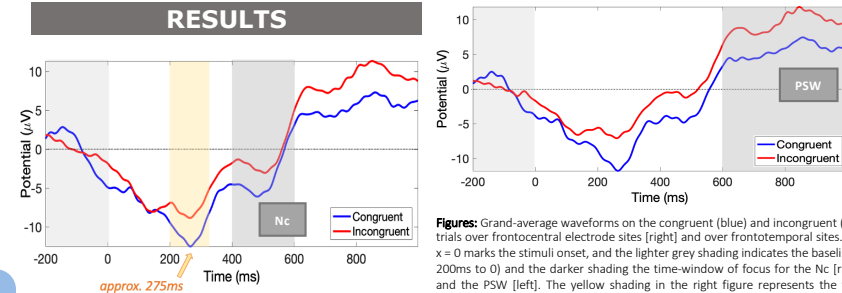 RESULTS
Potential (μV)
10
5
0
-5
-10
-200
0
200
400
600
800
Time (ms)
Nc
Congruent
Incongruent
approx. 275ms
Potential (μV)
10
5
0
-5
-10
-200
0
200
400
600
800
Time (ms)
PSW
Congruent
Incongruent
Figures: Grand-average waveforms on the congruent (blue) and incongruent (
trials over frontocentral electrode sites [right] and over frontotemporal sites.
x = 0 marks the stimuli onset, and the lighter grey shading indicates the baseli
200ms to 0) and the darker shading the time-window of focus for the Nc [r
and the PSW [left]. The yellow shading in the right figure represents the